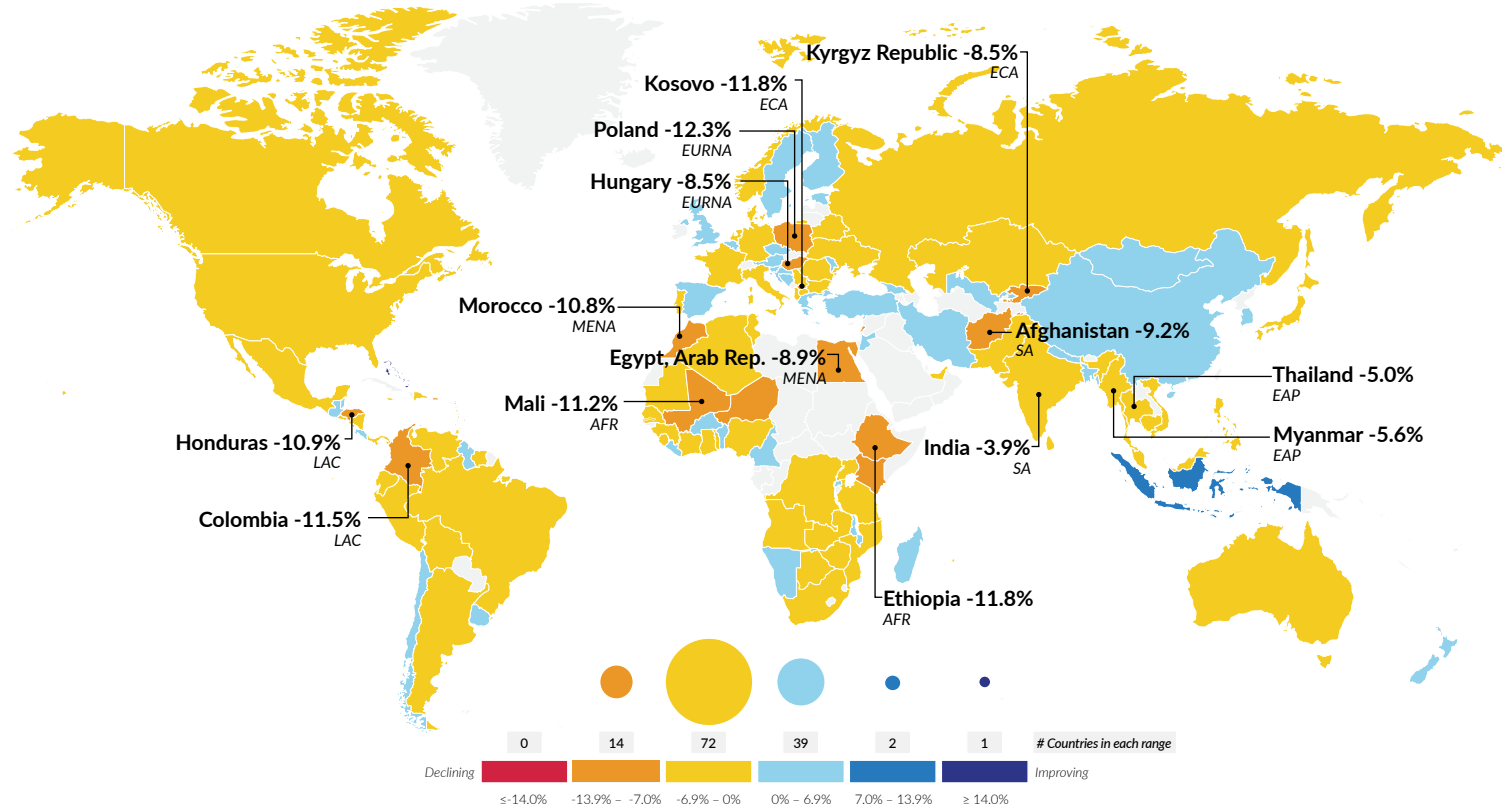 Kyrgyz Republic -8.5%
ECA
Kosovo -11.8%
ECA
Poland -12.3%
EURNA
Hungary -8.5%
EURNA
Morocco -10.8%
MENA
Afghanistan -9.2%
SA
Egypt, Arab Rep. -8.9%
MENA
Thailand -5.0%
EAP
Mali -11.2%
AFR
Myanmar -5.6%
EAP
Honduras -10.9%
LAC
India -3.9%
SA
Colombia -11.5%
LAC
Ethiopia -11.8%
AFR
0 14 72 39 2 1 # Countries in each range
Declining Improving
≤-14.0% -13.9% – -7.0% -6.9% – 0% 0% – 6.9% 7.0% – 13.9% ≥ 14.0%